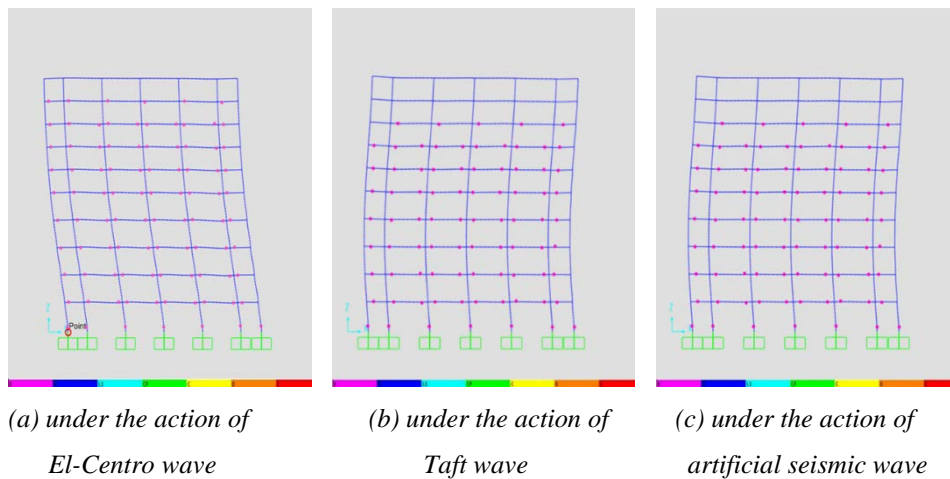 Z
Point
Z
Z
(a) under the action of
El-Centro wave
(b) under the action of
Taft wave
(c) under the action of
artificial seismic wave